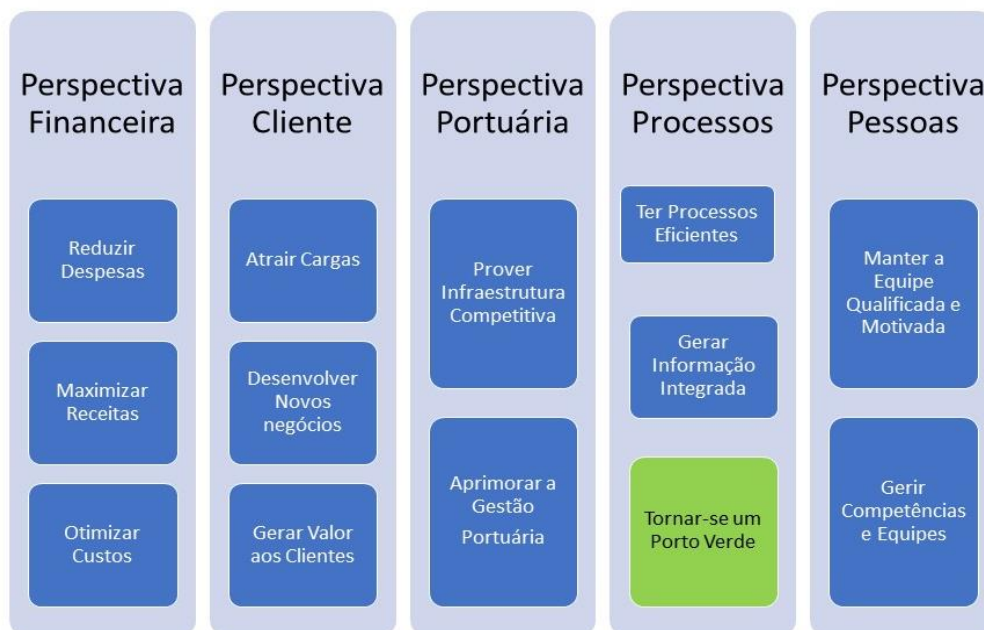 Perspectiva
Financeira
Reduzir
Despesas
Maximizar
Receitas
Otimizar
Custos
Perspectiva
Cliente
Atrair Cargas
Desenvolver
Novos
negócios
Gerar Valor
aos Clientes
Perspectiva
Portuária
Prover
Infraestrutura
Competitiva
Aprimorar a
Gestão
Portuária
Perspectiva
Processos
Ter Processos
Eficientes
Gerar
Informação
Integrada
Tornar-se um
Porto Verde
Perspectiva
Pessoas
Manter a
Equipe
Qualificada e
Motivada
Gerir
Competências
e Equipes